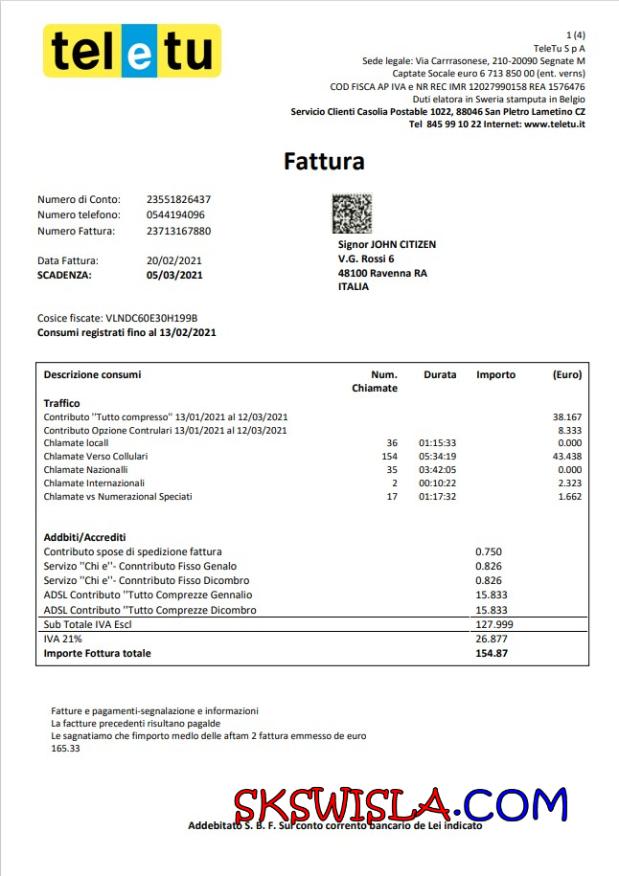 teletu
1 (4)
TeleTu S p A
Sede legale: Via Carrrasonese, 210-20090 Segnate M
Captate Socale euro 6 713 850 00 (ent. verns)
COD FISCA AP IVA e NR REC IMR 12027990158 REA 1576476
Duti elatora in Sweria stamputa in Belgio
Servicio Clienti Casolia Postable 1022, 88046 San Pletro Lametino CZ
Tel 845 99 10 22 Internet: www.teletu.it
Fattura
Numero di Conto: 23551826437
Numero telefono: 0544194096
Numero Fattura: 23713167880
Signor JOHN CITIZEN
V.G. Rossi 6
48100 Ravenna RA
ITALIA
Data Fattura: 20/02/2021
SCADENZA: 05/03/2021
Cosice fiscate: VLNDC60E30H199B
Consumi registrati fino al 13/02/2021
Descrizione consumi Num. Chiamate Durata Importo (Euro)
Traffico
Contributo "Tutto compresso" 13/01/2021 al 12/03/2021 38.167
Contributo Opzione Contrulari 13/01/2021 al 12/03/2021 8.333
Chlamate locall 36 01:15:33 0.000
Chlamate Verso Collulari 154 05:34:19 43.438
Chlamate Nazionalli 35 03:42:05 0.000
Chlamate Internazionali 2 00:10:22 2.323
Chlamate vs Numerazional Speciati 17 01:17:32 1.662
Addbiti/Accrediti
Contributo spose di spedizione fattura 0.750
Servizo "Chi e"- Conntributo Fisso Genalo 0.826
Servizo "Chi e"- Conntributo Fisso Dicombro 0.826
ADSL Contributo "Tutto Comprezze Gennalio 15.833
ADSL Contributo "Tutto Comprezze Dicombro 15.833
Sub Totale IVA Escl 127.999
IVA 21% 26.877
Importe Fottura totale 154.87
Fatture e pagamenti-segnalazione e informazioni
La factture precedenti risultano pagalde
Le sagnatiamo che fimporto medlo delle aftam 2 fattura emmesso de euro
165.33
SKSWISLA.COM
Addebitato S. B. F. Sul conto corrento bancario de Lei indicato